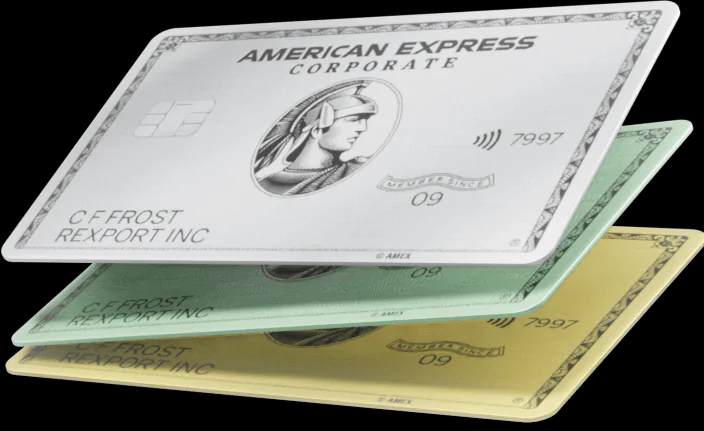 AMERICAN EXPRESS
CORPORATE
7997
MEMBER SINCE
09
C F FROST
REXPORT INC
© AMEX
09
C F FROST
REXPORT INC
© AMEX
7997
MEMBER SINCE
09
C F FROST
REXPORT INC
© AMEX